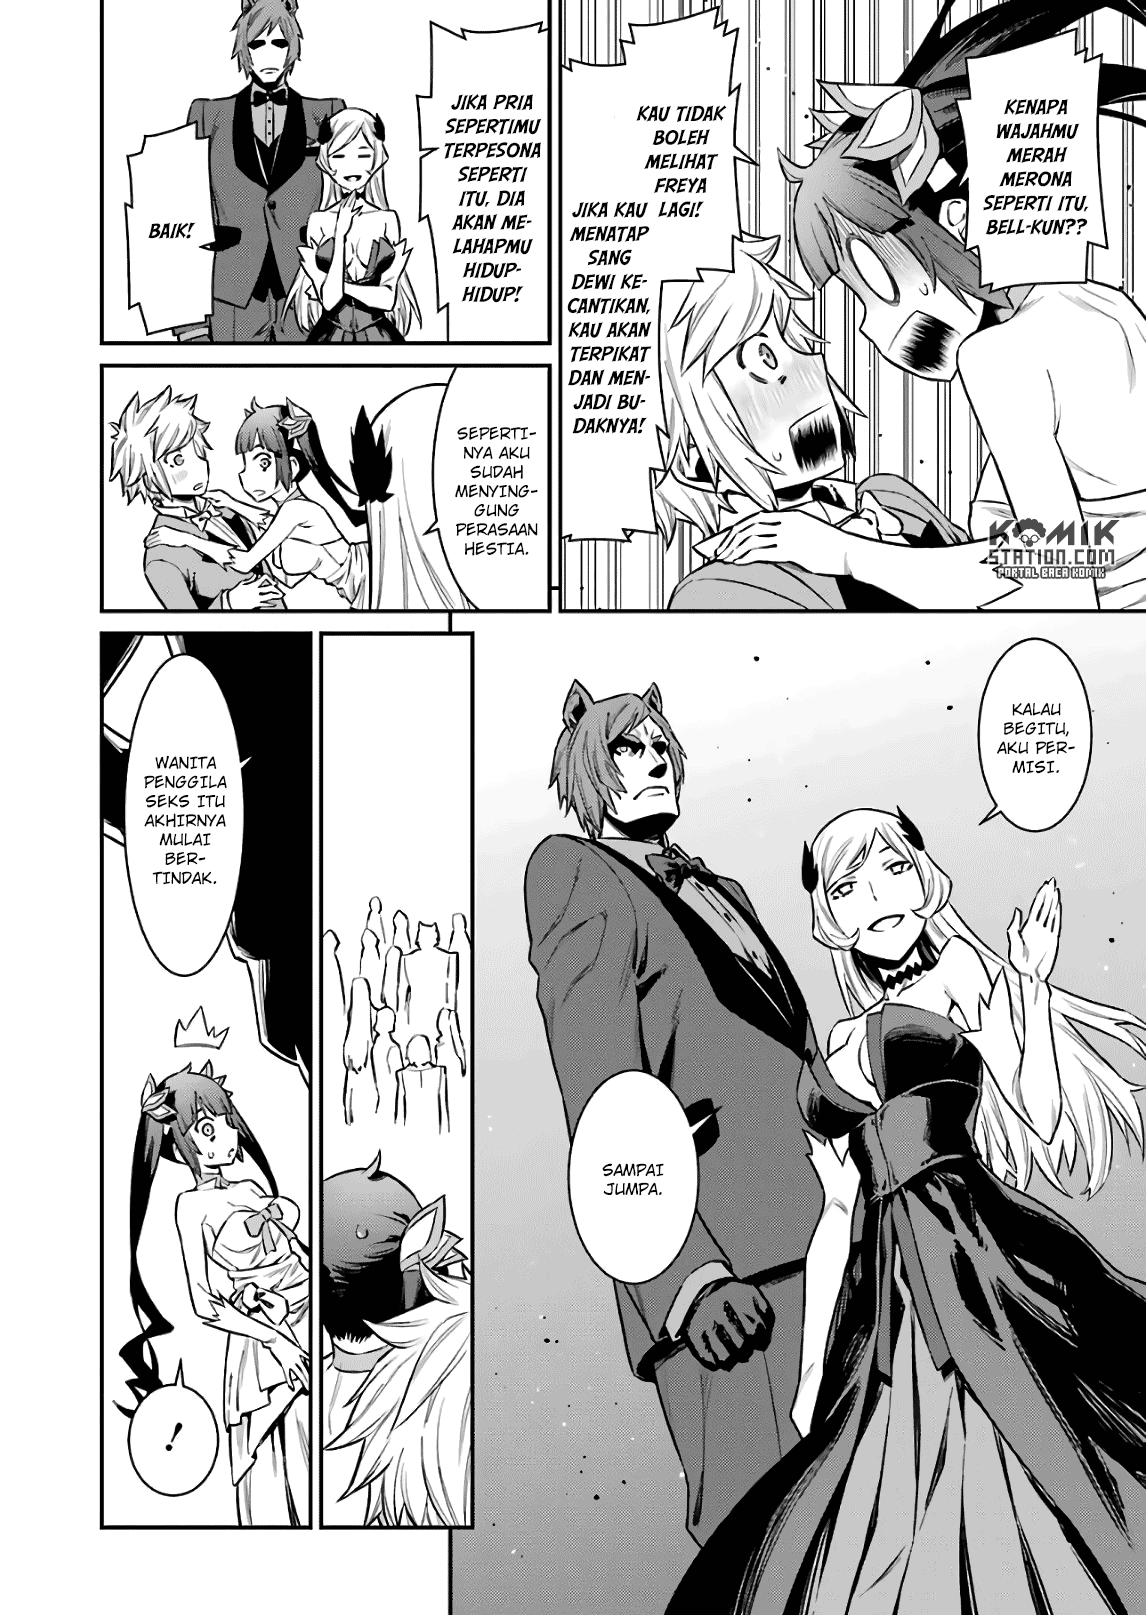 KENAPA
WAJAHMU
MERAH
MERONA
SEPERTI ITU,
BELL-KUN??
KAU TIDAK
BOLEH
MELIHAT
FREYA
LAGI!
JIKA KAU
MENATAP
SANG
DEWI KE-
CANTIKAN,
KAU AKAN
TERPIKAT
DAN MEN-
JADI BU-
DAKNYA!
JIKA PRIA
SEPERTIMU
TERPESONA
SEPERTI
ITU, DIA
AKAN ME-
LAHAPMU
HIDUP-
HIDUP!
BAIK!
SEPERTI-
NYA AKU
SUDAH
MENYING-
GUNG
PERASAAN
HESTIA.
KOMIK
STATION.COM
PORTAL BACA KOMIK
KALAU
BEGITU,
AKU PER-
MISI.
SAMPAI
JUMPA.
WANITA
PENGGILA
SEKS ITU
AKHIRNYA
MULAI
BER-
TINDAK.
!